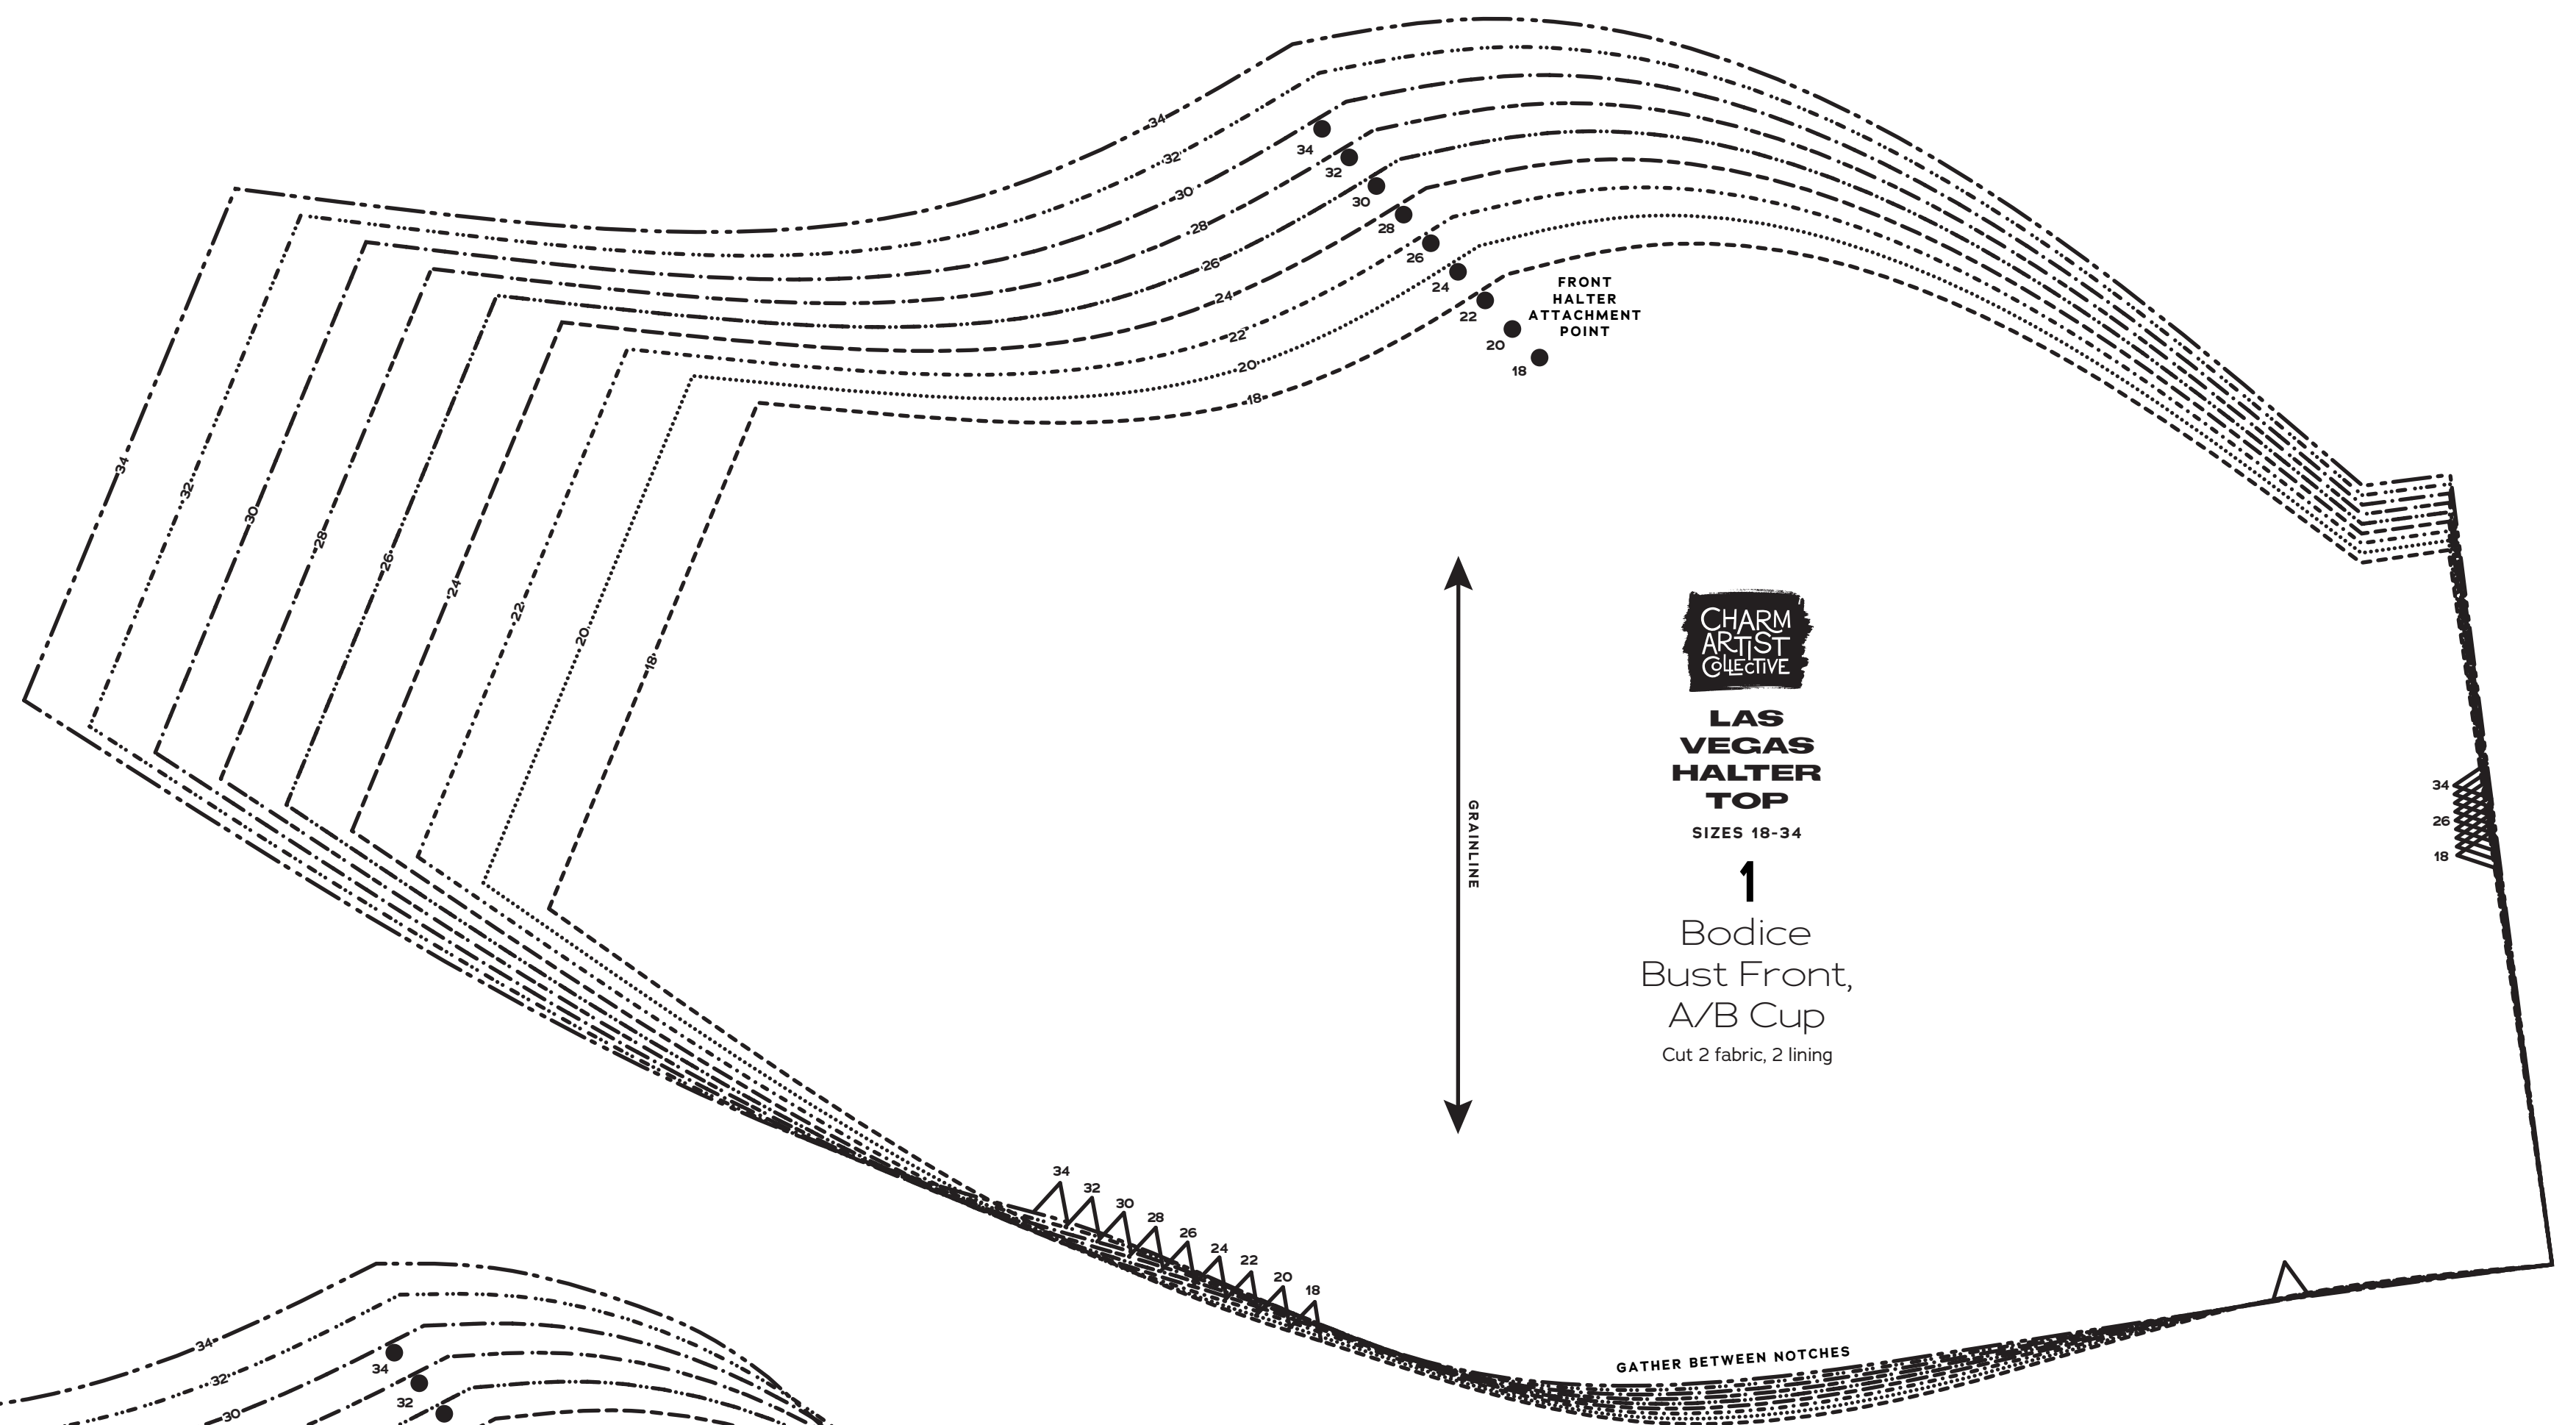 34
32
30
28
26
24
22
20
18
34
32
30
28
26
24
22
20
18
FRONT
HALTER
ATTACHMENT
POINT
34
32
30
28
26
24
22
20
18
GRAINLINE
CHARM
ARTIST
COLLECTIVE
LAS
VEGAS
HALTER
TOP
SIZES 18-34
1
Bodice
Bust Front,
A/B Cup
Cut 2 fabric, 2 lining
34
26
18
34
32
30
28
26
24
22
20
18
GATHER BETWEEN NOTCHES
34
32
30
34
32